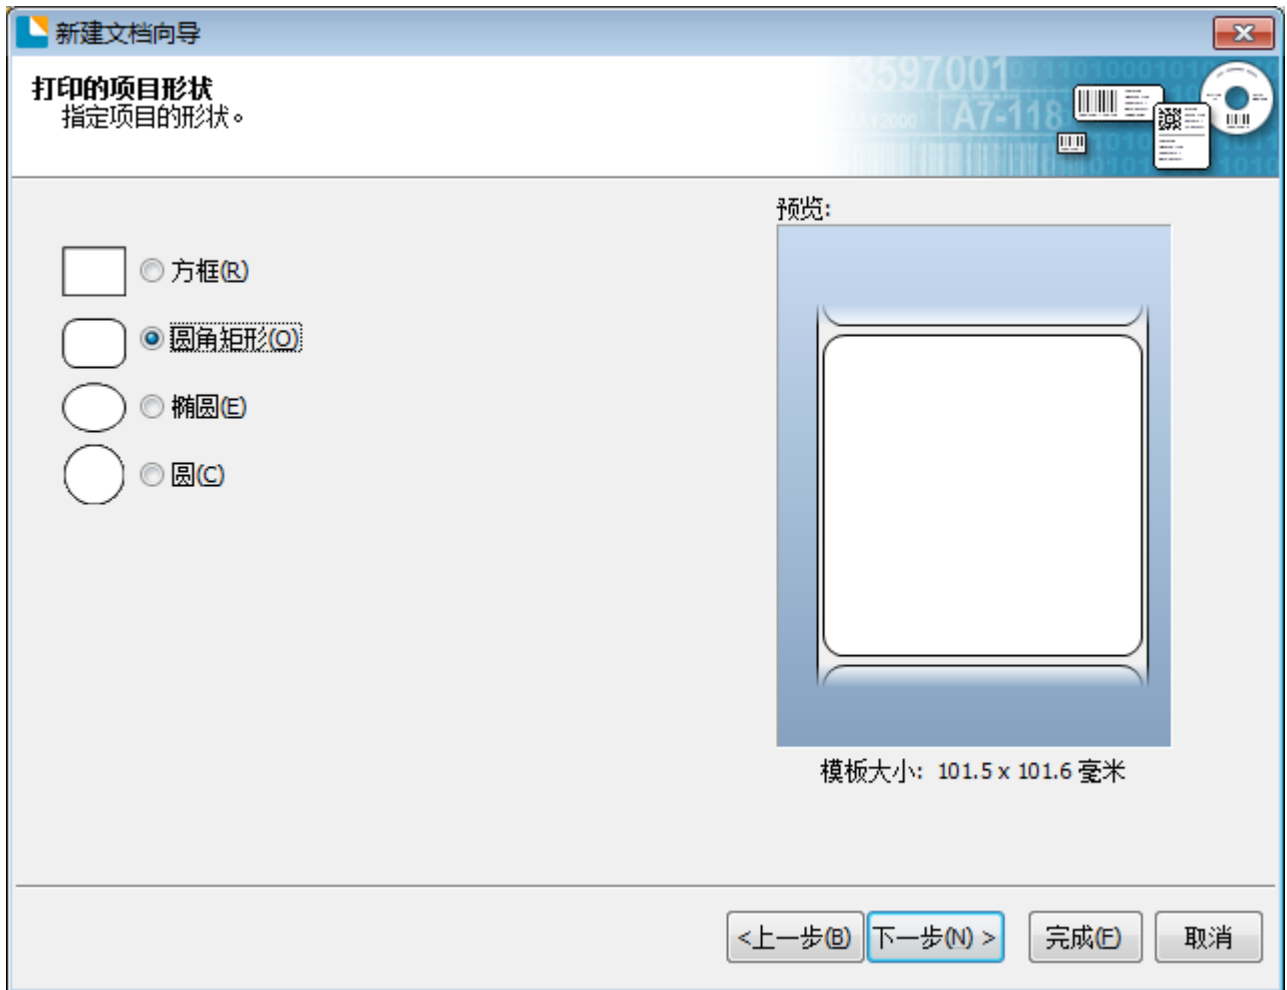 新建文档向导
打印的项目形状
指定项目的形状。
3597001
A7-118
预览:
方框(R)
圆角矩形(O)
椭圆(E)
圆(C)
模板大小: 101.5 x 101.6 毫米
<上一步(B)
下一步(N) >
完成(F)
取消